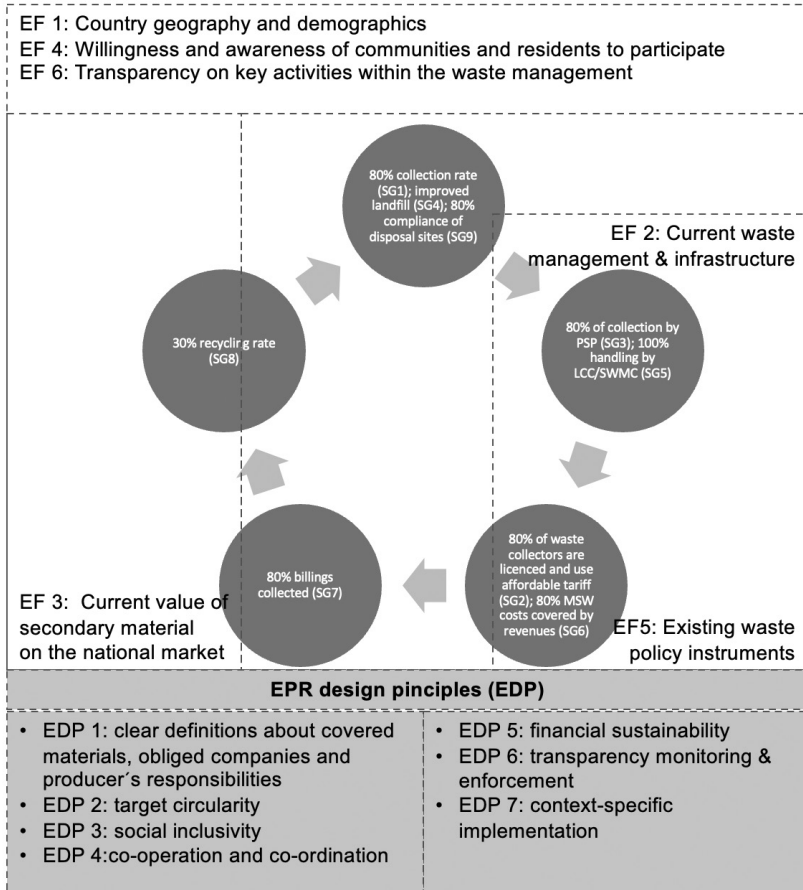 EF 1: Country geography and demographics
EF 4: Willingness and awareness of communities and residents to participate
EF 6: Transparency on key activities within the waste management
80% collection rate
(SG1); improved
landfill (SG4); 80%
compliance of
disposal sites (SG9)
EF 2: Current waste
management & infrastructure
80% of collection by
PSP (SG3); 100%
handling by
LCC/SWMC (SG5)
30% recycling rate
(SG8)
80% of waste
collectors are
licenced and use
affordable tariff
(SG2); 80% MSW
costs covered by
revenues (SG6)
80% billings
collected (SG7)
EF 3: Current value of
secondary material
on the national market
EF5: Existing waste
policy instruments
EPR design pinciples (EDP)
• EDP 1: clear definitions about covered
materials, obliged companies and
producer´s responsibilities
• EDP 2: target circularity
• EDP 3: social inclusivity
• EDP 4:co-operation and co-ordination
• EDP 5: financial sustainability
• EDP 6: transparency monitoring &
enforcement
• EDP 7: context-specific
implementation